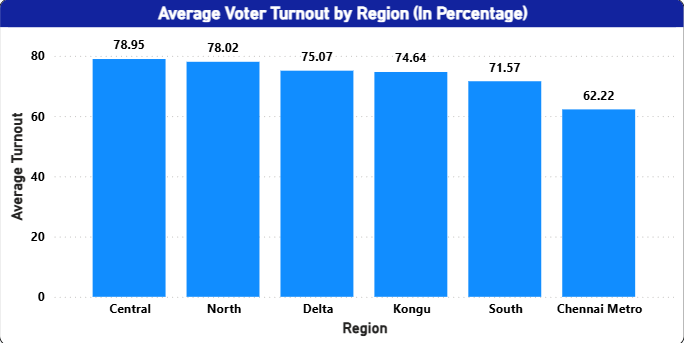 Average Voter Turnout by Region (In Percentage)
Average Turnout
80
60
40
20
0
78.95
78.02
75.07
74.64
71.57
62.22
Central
North
Delta
Kongu
South
Chennai Metro
Region